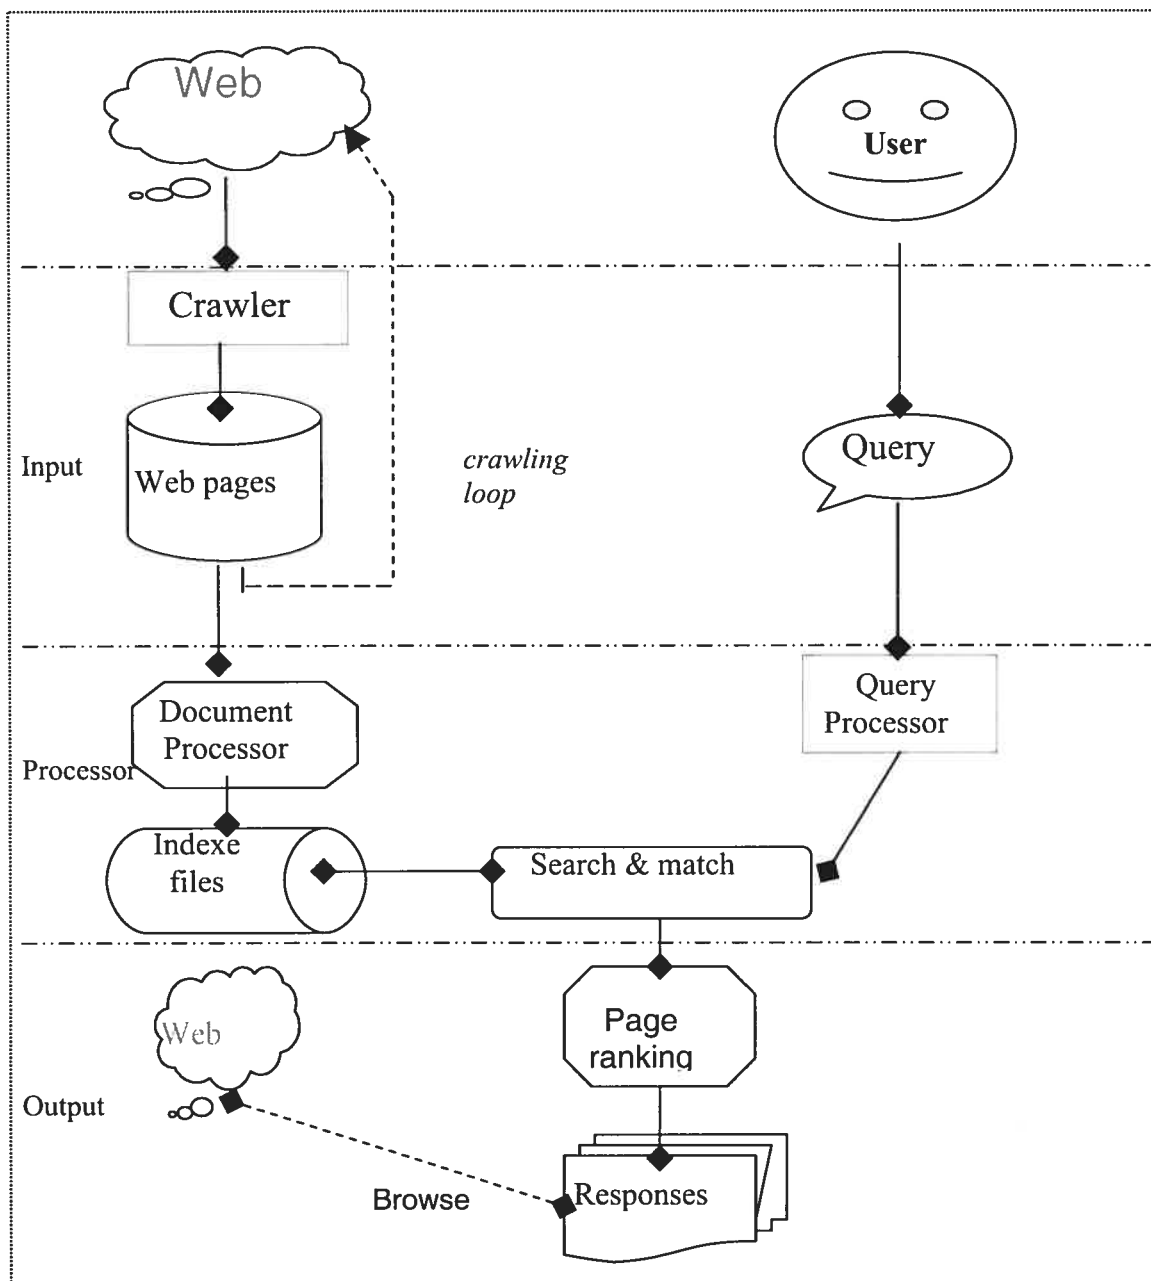 Web
User
Crawler
Input
Web pages
crawling
loop
Query
Query
Processor
Document
Processor
Processor
Indexe
files
Search & match
Web
Page
ranking
Output
Browse
Responses